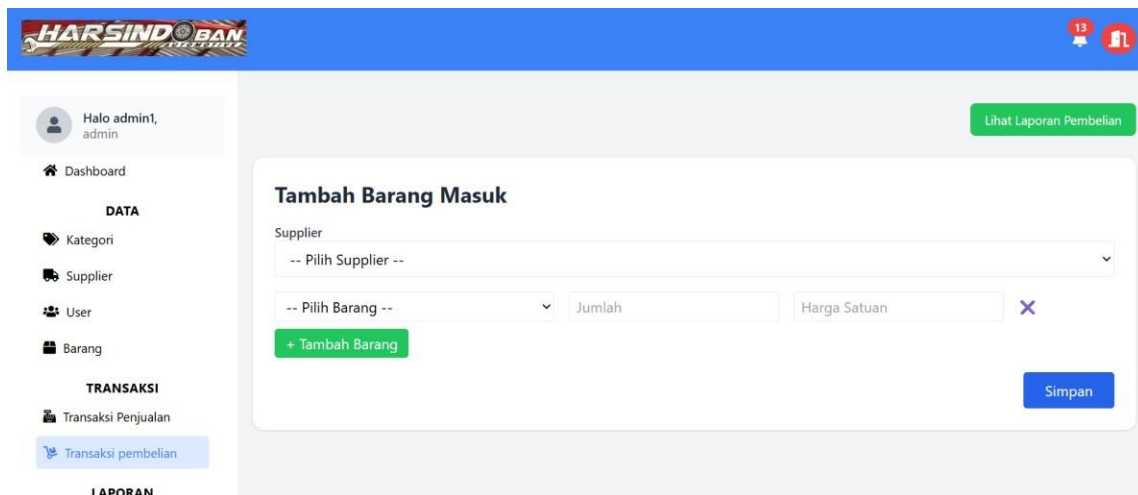 HARSINDO BAN
13
Halo admin1,
admin
Lihat Laporan Pembelian
Dashboard
DATA
Kategori
Supplier
User
Barang
TRANSAKSI
Transaksi Penjualan
Transaksi pembelian
LAPORAN
Tambah Barang Masuk
Supplier
-- Pilih Supplier --
-- Pilih Barang -- Jumlah Harga Satuan
+ Tambah Barang
Simpan